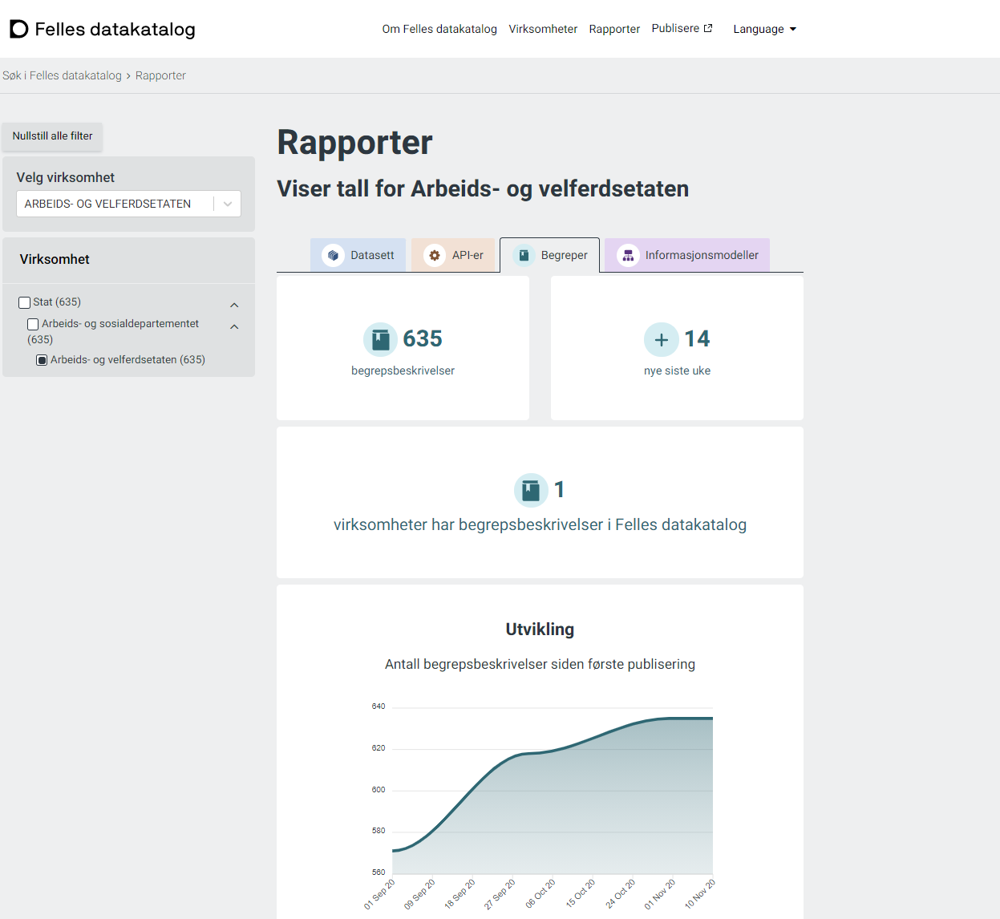 Felles datakatalog
Om Felles datakatalog Virksomheter Rapporter Publisere Language
Søk i Felles datakatalog > Rapporter
Nullstill alle filter
Velg virksomhet
ARBEIDS- OG VELFERDSETATEN
Virksomhet
Stat (635)
Arbeids- og sosialdepartementet
(635)
Arbeids- og velferdsetaten (635)
Rapporter
Viser tall for Arbeids- og velferdsetaten
Datasett API-er Begreper Informasjonsmodeller
635
begrepsbeskrivelser
14
nye siste uke
1
virksomheter har begrepsbeskrivelser i Felles datakatalog
Utvikling
Antall begrepsbeskrivelser siden første publisering
640
620
600
580
560
01 Sep 20 09 Sep 20 18 Sep 20 27 Sep 20 06 Oct 20 15 Oct 20 24 Oct 20 01 Nov 20 10 Nov 20